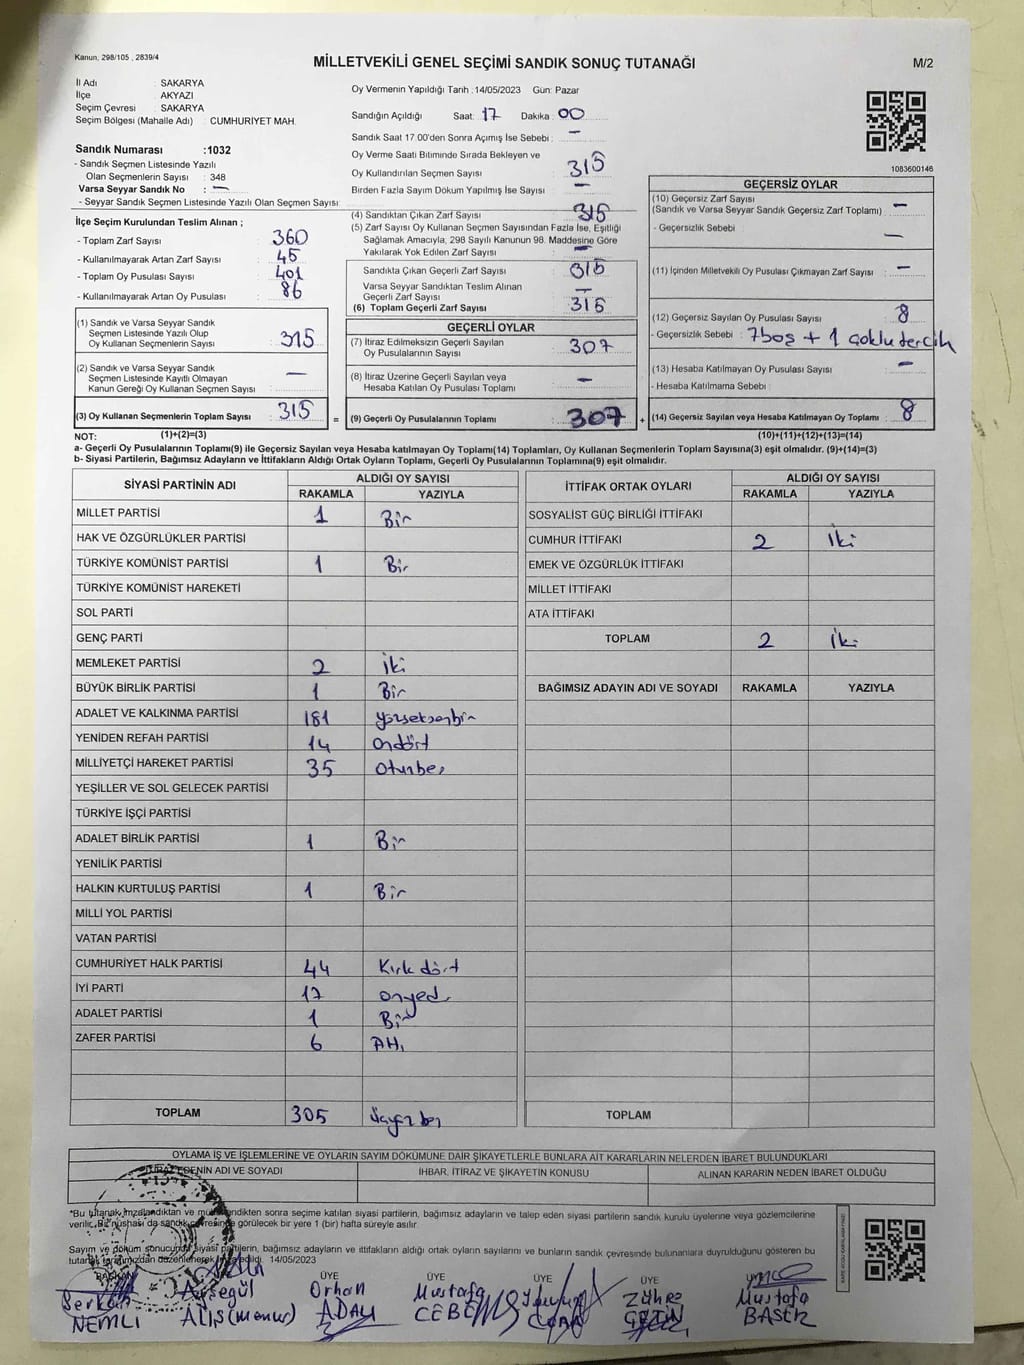 Kanun, 298/105 , 2839/4
MİLLETVEKİLİ GENEL SEÇİMİ SANDIK SONUÇ TUTANAĞI
M/2
İl Adı : SAKARYA
İlçe AKYAZI
Seçim Çevresi : SAKARYA
Seçim Bölgesi (Mahalle Adı) : CUMHURİYET MAH.
Sandık Numarası :1032
- Sandık Seçmen Listesinde Yazılı
Olan Seçmenlerin Sayısı : 348
Varsa Seyyar Sandık No : —
- Seyyar Sandık Seçmen Listesinde Yazılı Olan Seçmen Sayısı :
Oy Vermenin Yapıldığı Tarih : 14/05/2023 Gün: Pazar
Sandığın Açıldığı Saat: 17 Dakika : 00
Sandık Saat 17.00'den Sonra Açımış İse Sebebi : —
Oy Verme Saati Bitiminde Sırada Bekleyen ve
Oy Kullandırılan Seçmen Sayısı 315
Birden Fazla Sayım Döküm Yapılmış İse Sayısı —
1083600146
İlçe Seçim Kurulundan Teslim Alınan ;
- Toplam Zarf Sayısı : 360
- Kullanılmayarak Artan Zarf Sayısı : 45
- Toplam Oy Pusulası Sayısı : 401
- Kullanılmayarak Artan Oy Pusulası : 86
(1) Sandık ve Varsa Seyyar Sandık
Seçmen Listesinde Yazılı Olup
Oy Kullanan Seçmenlerin Sayısı : 315
(2) Sandık ve Varsa Seyyar Sandık
Seçmen Listesinde Kayıtlı Olmayan
Kanun Gereği Oy Kullanan Seçmen Sayısı : —
(3) Oy Kullanan Seçmenlerin Toplam Sayısı : 315 =
(4) Sandıktan Çıkan Zarf Sayısı 315
(5) Zarf Sayısı Oy Kullanan Seçmen Sayısından Fazla İse, Eşitliği
Sağlamak Amacıyla, 298 Sayılı Kanunun 98. Maddesine Göre
Yakılarak Yok Edilen Zarf Sayısı : —
Sandıkta Çıkan Geçerli Zarf Sayısı : 315
Varsa Seyyar Sandıktan Teslim Alınan
Geçerli Zarf Sayısı : —
(6) Toplam Geçerli Zarf Sayısı : 315
GEÇERLİ OYLAR
(7) İtiraz Edilmeksizin Geçerli Sayılan
Oy Pusulalarının Sayısı : 307
(8) İtiraz Üzerine Geçerli Sayılan veya
Hesaba Katılan Oy Pusulası Toplamı : —
(9) Geçerli Oy Pusulalarının Toplamı : 307 +
GEÇERSİZ OYLAR
(10) Geçersiz Zarf Sayısı
(Sandık ve Varsa Seyyar Sandık Geçersiz Zarf Toplamı) : —
- Geçersizlik Sebebi : —
(11) İçinden Milletvekili Oy Pusulası Çıkmayan Zarf Sayısı : —
(12) Geçersiz Sayılan Oy Pusulası Sayısı : 8
- Geçersizlik Sebebi : 7boş + 1 çoklu tercih
(13) Hesaba Katılmayan Oy Pusulası Sayısı : —
- Hesaba Katılmama Sebebi :
(14) Geçersiz Sayılan veya Hesaba Katılmayan Oy Toplamı : 8
NOT: (1)+(2)=(3) (10)+(11)+(12)+(13)=(14)
a- Geçerli Oy Pusulalarının Toplamı(9) ile Geçersiz Sayılan veya Hesaba katılmayan Oy Toplamı(14) Toplamları, Oy Kullanan Seçmenlerin Toplam Sayısına(3) eşit olmalıdır. (9)+(14)=(3)
b- Siyasi Partilerin, Bağımsız Adayların ve İttifakların Aldığı Ortak Oyların Toplamı, Geçerli Oy Pusulalarının Toplamına(9) eşit olmalıdır.
SİYASİ PARTİNİN ADI ALDIĞI OY SAYISI
RAKAMLA YAZIYLA
MİLLET PARTİSİ 1 Bir
HAK VE ÖZGÜRLÜKLER PARTİSİ
TÜRKİYE KOMÜNİST PARTİSİ 1 Bir
TÜRKİYE KOMÜNİST HAREKETİ
SOL PARTİ
GENÇ PARTİ
MEMLEKET PARTİSİ 2 İki
BÜYÜK BİRLİK PARTİSİ 1 Bir
ADALET VE KALKINMA PARTİSİ 181 yüzseksenbir
YENİDEN REFAH PARTİSİ 14 ondört
MİLLİYETÇİ HAREKET PARTİSİ 35 otuzbeş
YEŞİLLER VE SOL GELECEK PARTİSİ
TÜRKİYE İŞÇİ PARTİSİ
ADALET BİRLİK PARTİSİ 1 Bir
YENİLİK PARTİSİ
HALKIN KURTULUŞ PARTİSİ 1 Bir
MİLLİ YOL PARTİSİ
VATAN PARTİSİ
CUMHURİYET HALK PARTİSİ 44 Kırk dört
İYİ PARTİ 17 onyedi
ADALET PARTİSİ 1 Bir
ZAFER PARTİSİ 6 Altı
TOPLAM 305 üçyüz beş
İTTİFAK ORTAK OYLARI ALDIĞI OY SAYISI
RAKAMLA YAZIYLA
SOSYALİST GÜÇ BİRLİĞİ İTTİFAKI
CUMHUR İTTİFAKI 2 İki
EMEK VE ÖZGÜRLÜK İTTİFAKI
MİLLET İTTİFAKI
ATA İTTİFAKI
TOPLAM 2 İki
BAĞIMSIZ ADAYIN ADI VE SOYADI RAKAMLA YAZIYLA
TOPLAM
OYLAMA İŞ VE İŞLEMLERİNE VE OYLARIN SAYIM DÖKÜMÜNE DAİR ŞİKAYETLERLE BUNLARA AİT KARARLARIN NELERDEN İBARET BULUNDUKLARI
İTİRAZ EDENİN ADI VE SOYADI İHBAR, İTİRAZ VE ŞİKAYETİN KONUSU ALINAN KARARIN NEDEN İBARET OLDUĞU
*Bu tutanak imzalandıktan ve mühürlendikten sonra seçime katılan siyasi partilerin, bağımsız adayların ve talep eden siyasi partilerin sandık kurulu üyelerine veya gözlemcilerine
verilir. Bir nüshası da sandık çevresinde görülecek bir yere 1 (bir) hafta süreyle asılır.
Sayım ve döküm sonucunda siyasi partilerin, bağımsız adayların ve ittifakların aldığı ortak oyların sayılarını ve bunların sandık çevresinde bulunanlara duyrulduğunu gösteren bu
tutanak tarafımızdan düzenlenerek imza edildi. 14/05/2023
BAŞKAN ÜYE ÜYE ÜYE ÜYE
Serkan NEMLİ
Ayşegül Alış (memur)
Orhan ADALI
Mustafa CEBE
Zühre ÇETİN
Mustafa BAŞER